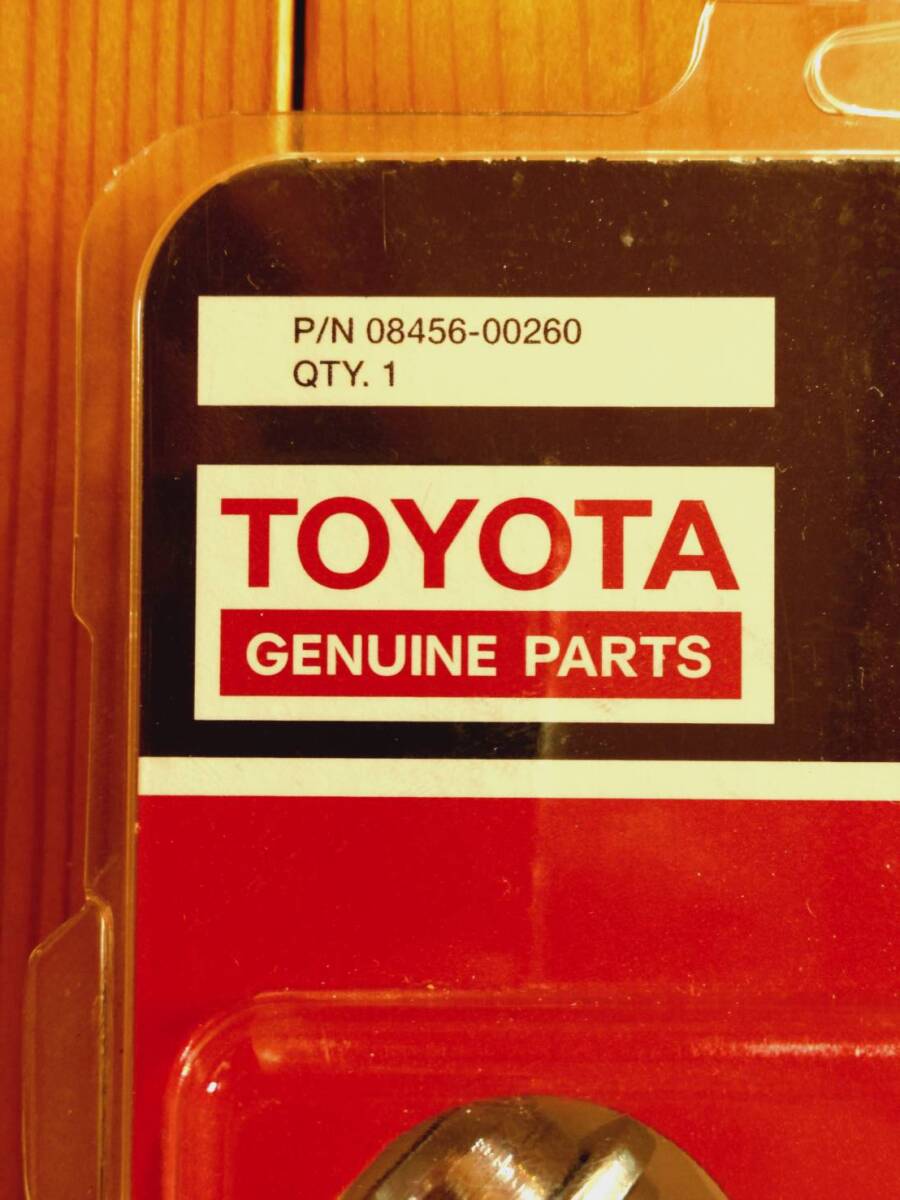 P/N 08456-00260
QTY. 1
TOYOTA
GENUINE PARTS